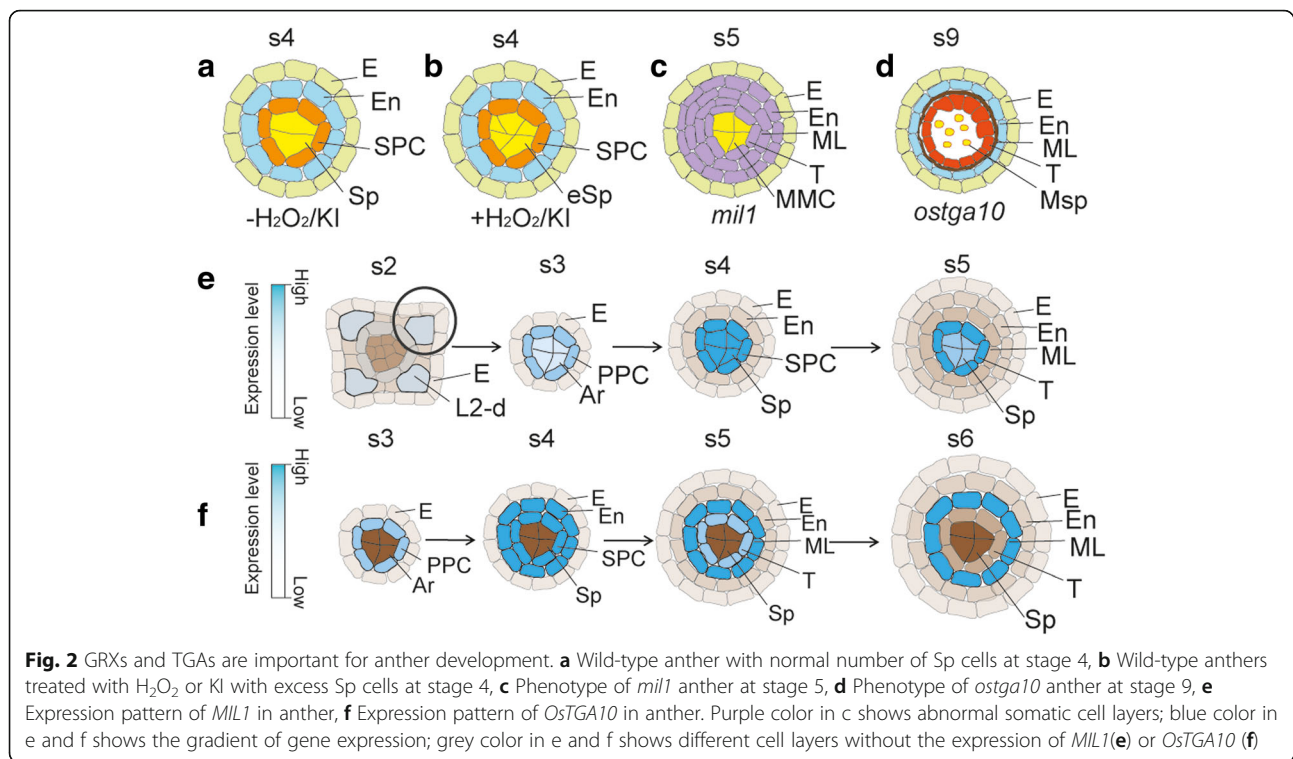 s4 s4 s5 s9
a b c d
E E E E
En En En En
SPC SPC ML ML
Sp eSp T T
MMC Msp
-H₂O₂/KI +H₂O₂/KI mil1 ostga10
e s2 s3 s4 s5
Expression level High Low
E E E E
L2-d PPC En En
Ar SPC ML
Sp T
Sp
f s3 s4 s5 s6
Expression level High Low
E E E E
PPC En En En
Ar SPC ML ML
Sp T T
Sp Sp
Fig. 2 GRXs and TGAs are important for anther development. a Wild-type anther with normal number of Sp cells at stage 4, b Wild-type anthers
treated with H₂O₂ or KI with excess Sp cells at stage 4, c Phenotype of mil1 anther at stage 5, d Phenotype of ostga10 anther at stage 9, e
Expression pattern of MIL1 in anther, f Expression pattern of OsTGA10 in anther. Purple color in c shows abnormal somatic cell layers; blue color in
e and f shows the gradient of gene expression; grey color in e and f shows different cell layers without the expression of MIL1(e) or OsTGA10 (f)